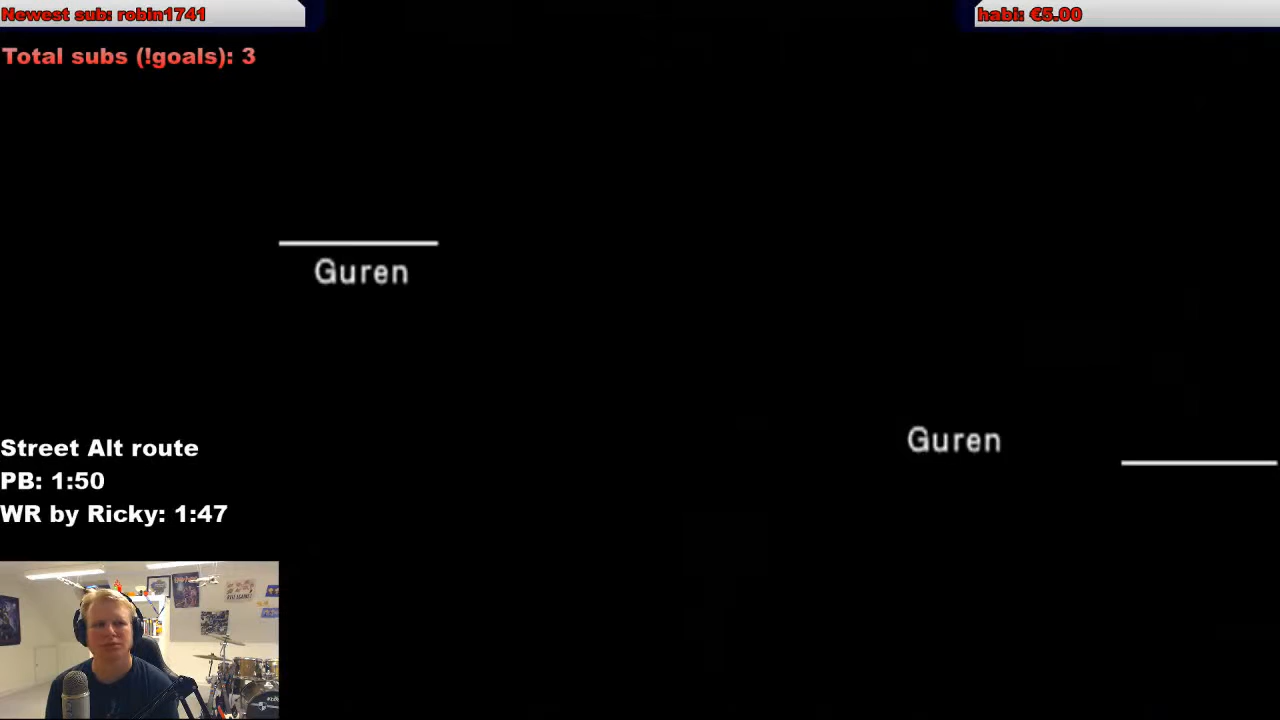 Newest sub: robin1741
habi: €5.00
Total subs (!goals): 3
Guren
Guren
Street Alt route
PB: 1:50
WR by Ricky: 1:47